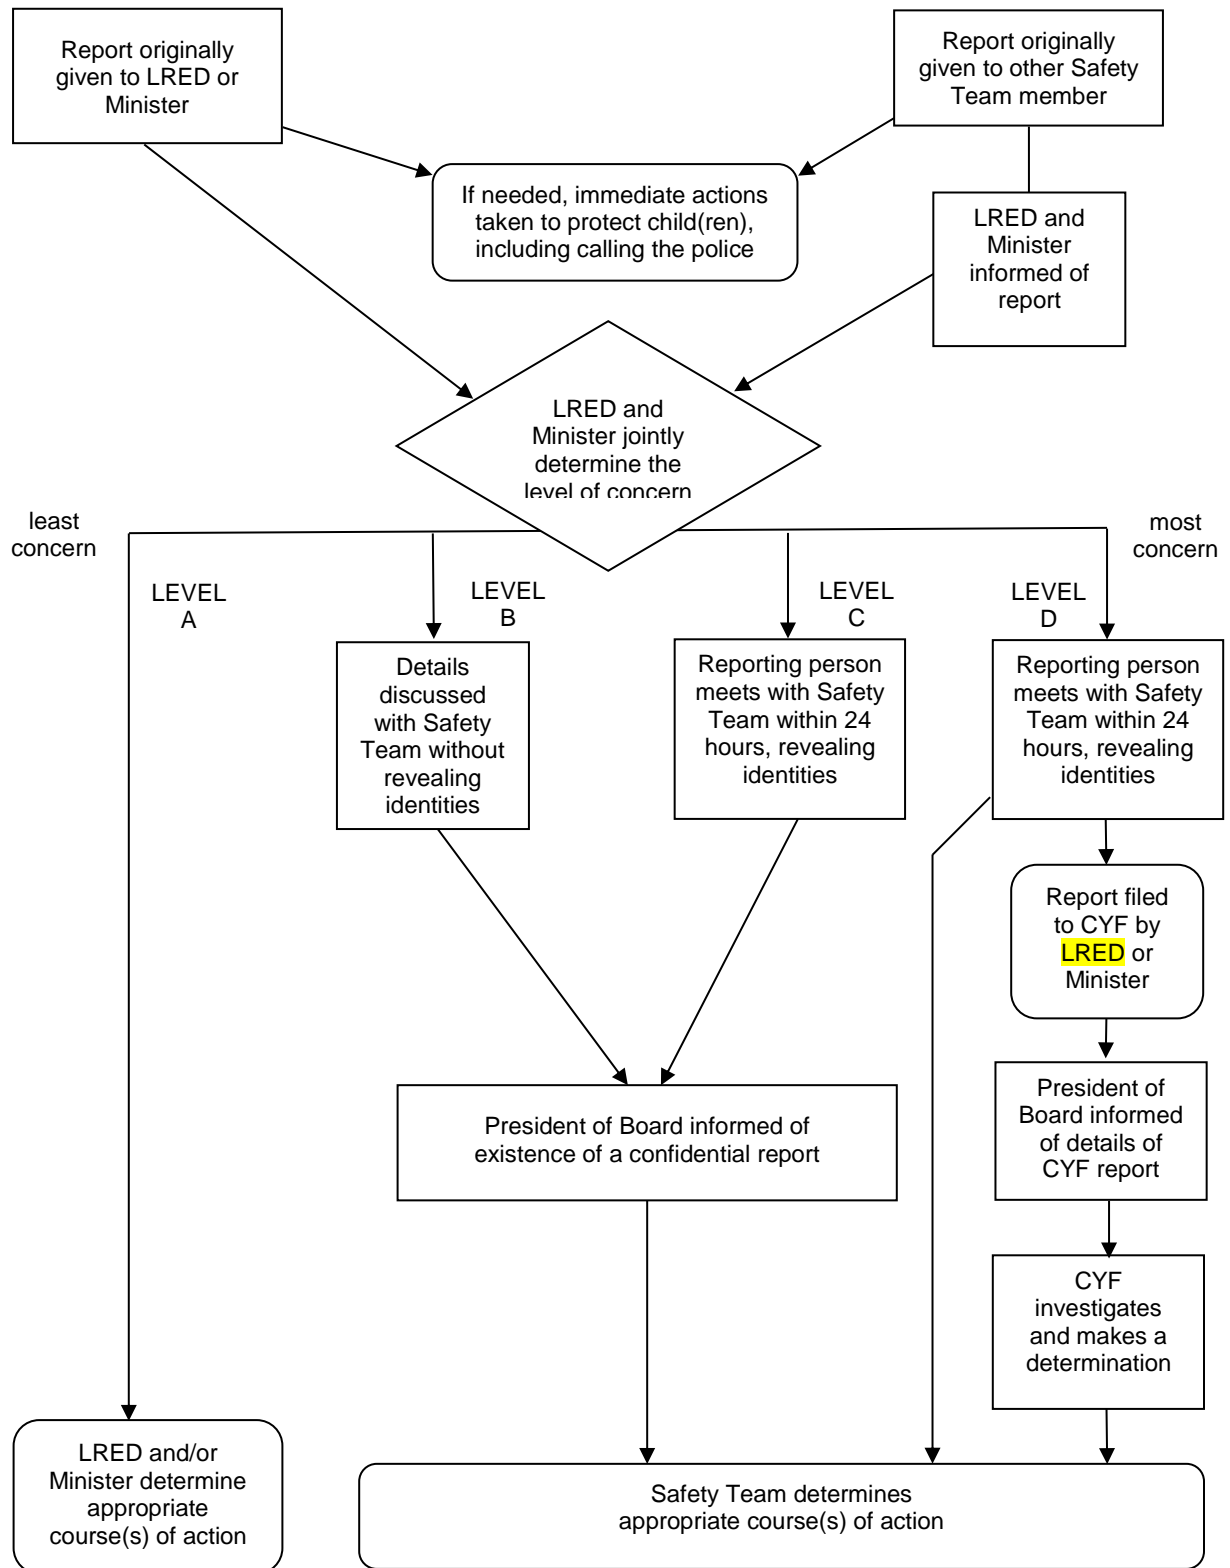 Report originally
given to LRED or
Minister
Report originally
given to other Safety
Team member
If needed, immediate actions
taken to protect child(ren),
including calling the police
LRED and
Minister
informed of
report
LRED and
Minister jointly
determine the
level of concern
least
concern
most
concern
LEVEL
A
LEVEL
B
LEVEL
C
LEVEL
D
Details
discussed
with Safety
Team without
revealing
identities
Reporting person
meets with Safety
Team within 24
hours, revealing
identities
Reporting person
meets with Safety
Team within 24
hours, revealing
identities
Report filed
to CYF by
LRED or
Minister
President of Board informed of
existence of a confidential report
President of
Board informed
of details of
CYF report
CYF
investigates
and makes a
determination
LRED and/or
Minister determine
appropriate
course(s) of action
Safety Team determines
appropriate course(s) of action